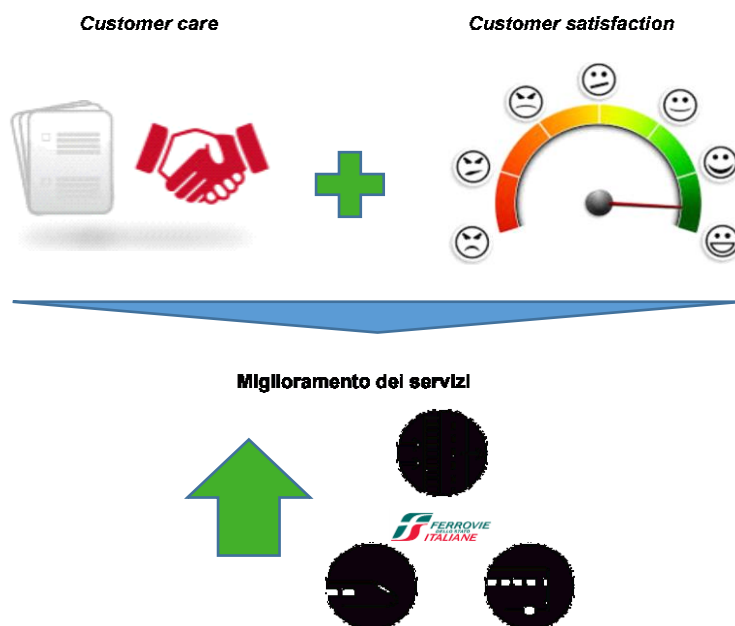 Customer care
Customer satisfaction
Miglioramento dei servizi
FERROVIE
DELLO STATO
ITALIANE